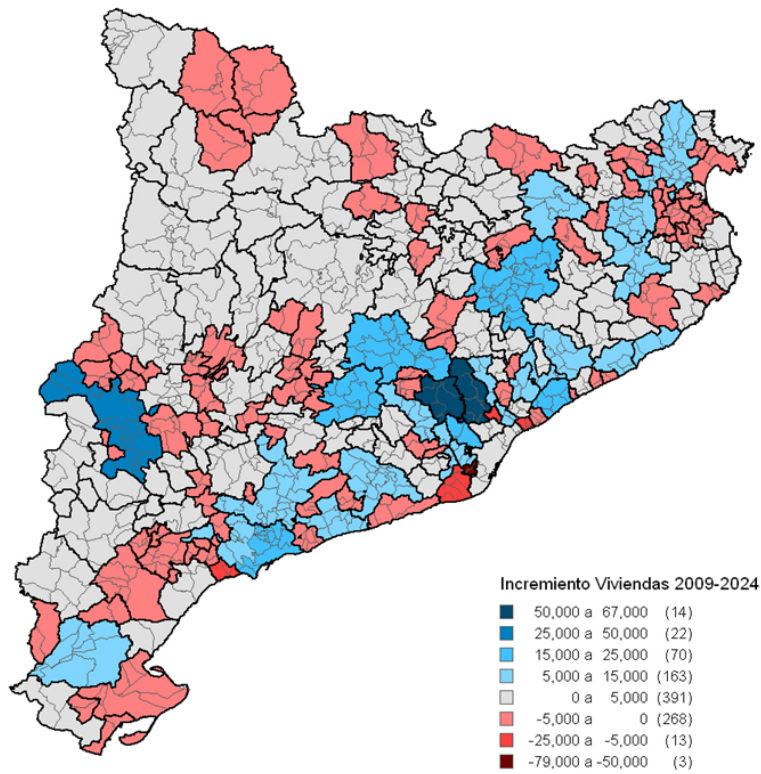 Incremiento Viviendas 2009-2024
50,000 a 67,000 (14)
25,000 a 50,000 (22)
15,000 a 25,000 (70)
5,000 a 15,000 (163)
0 a 5,000 (391)
-5,000 a 0 (268)
-25,000 a -5,000 (13)
-79,000 a -50,000 (3)